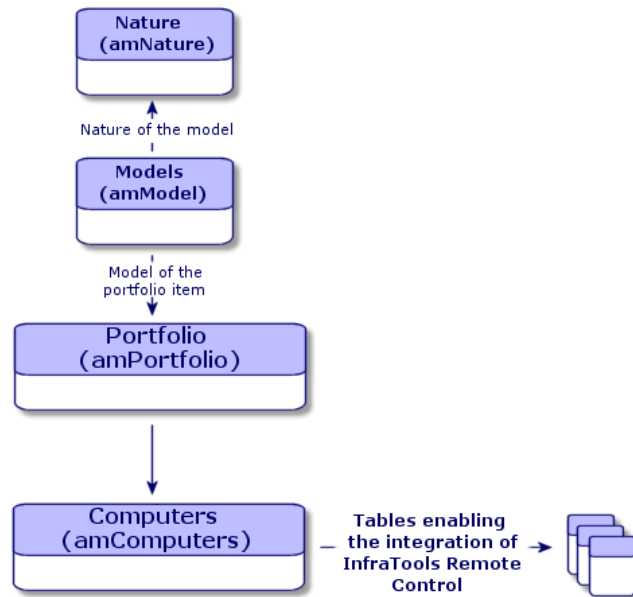 Nature
(amNature)
Nature of the model
Models
(amModel)
Model of the
portfolio item
Portfolio
(amPortfolio)
Computers
(amComputers)
Tables enabling
the integration of
InfraTools Remote
Control